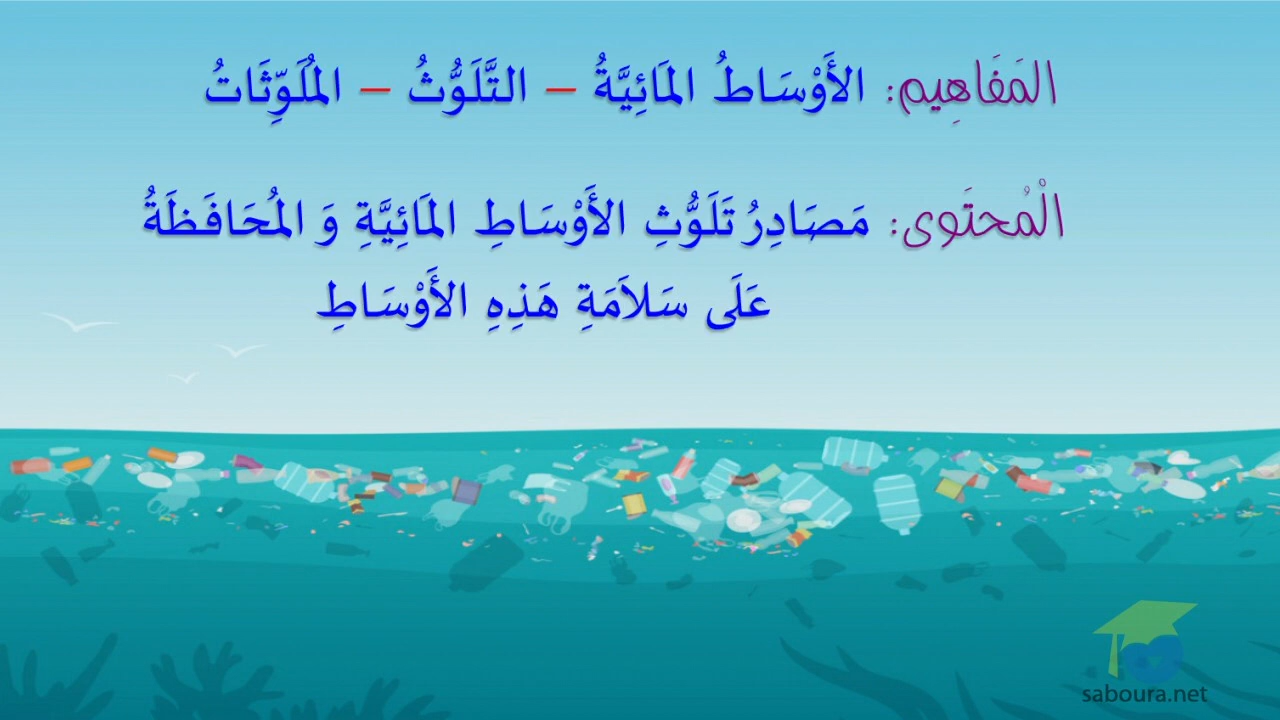 المَفَاهِيم: الأَوْسَاطُ المَائِيَّةُ – التَّلَوُّثُ – المُلَوِّثَاتُ
الْمُحتَوى: مَصَادِرُ تَلَوُّثِ الأَوْسَاطِ المَائِيَّةِ وَ المُحَافَظَةُ
عَلَى سَلاَمَةِ هَذِهِ الأَوْسَاطِ
saboura.net